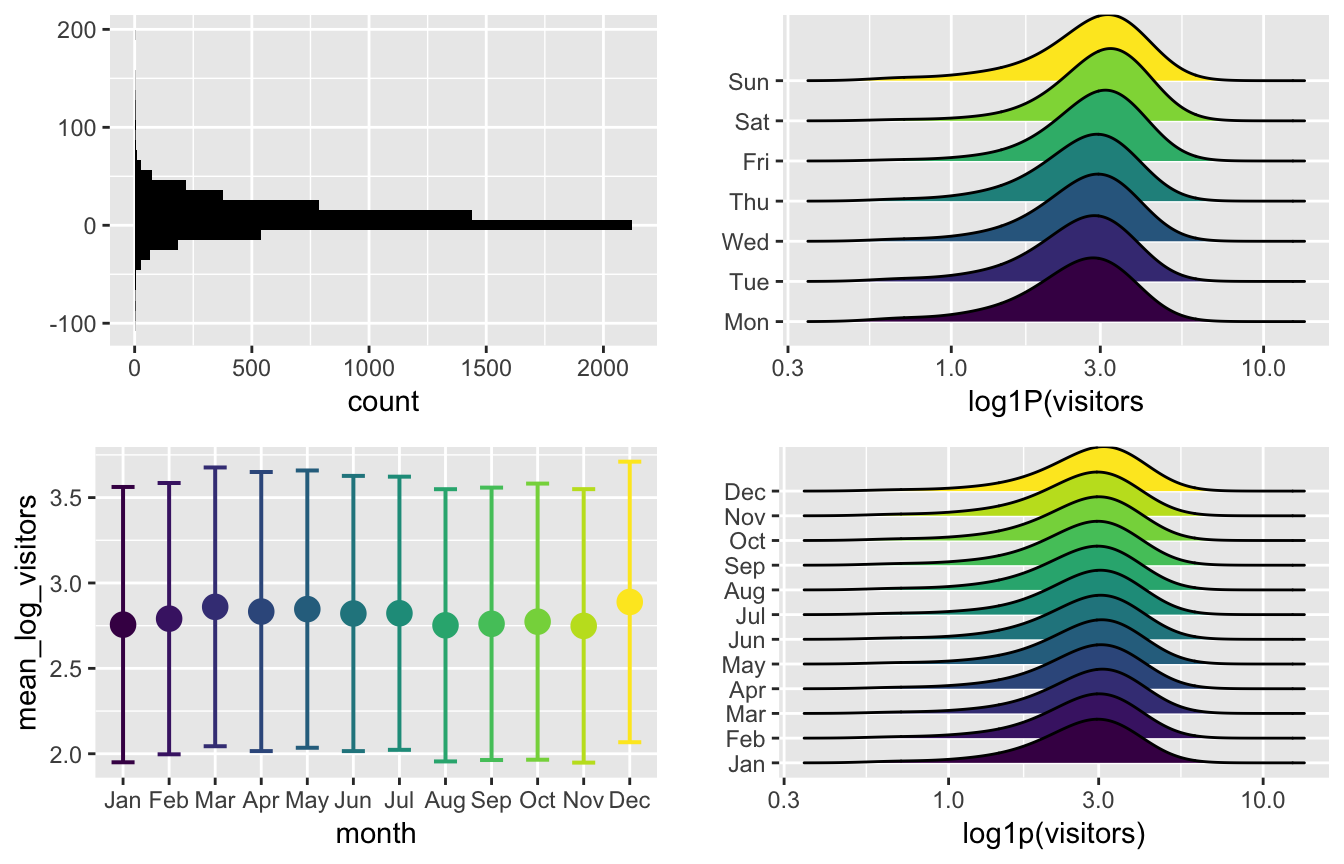 200
100
0
-100
0 500 1000 1500 2000
count
Sun
Sat
Fri
Thu
Wed
Tue
Mon
0.3 1.0 3.0 10.0
log1P(visitors
mean_log_visitors
3.5
3.0
2.5
2.0
Jan Feb Mar Apr May Jun Jul Aug Sep Oct Nov Dec
month
Dec
Nov
Oct
Sep
Aug
Jul
Jun
May
Apr
Mar
Feb
Jan
0.3 1.0 3.0 10.0
log1p(visitors)